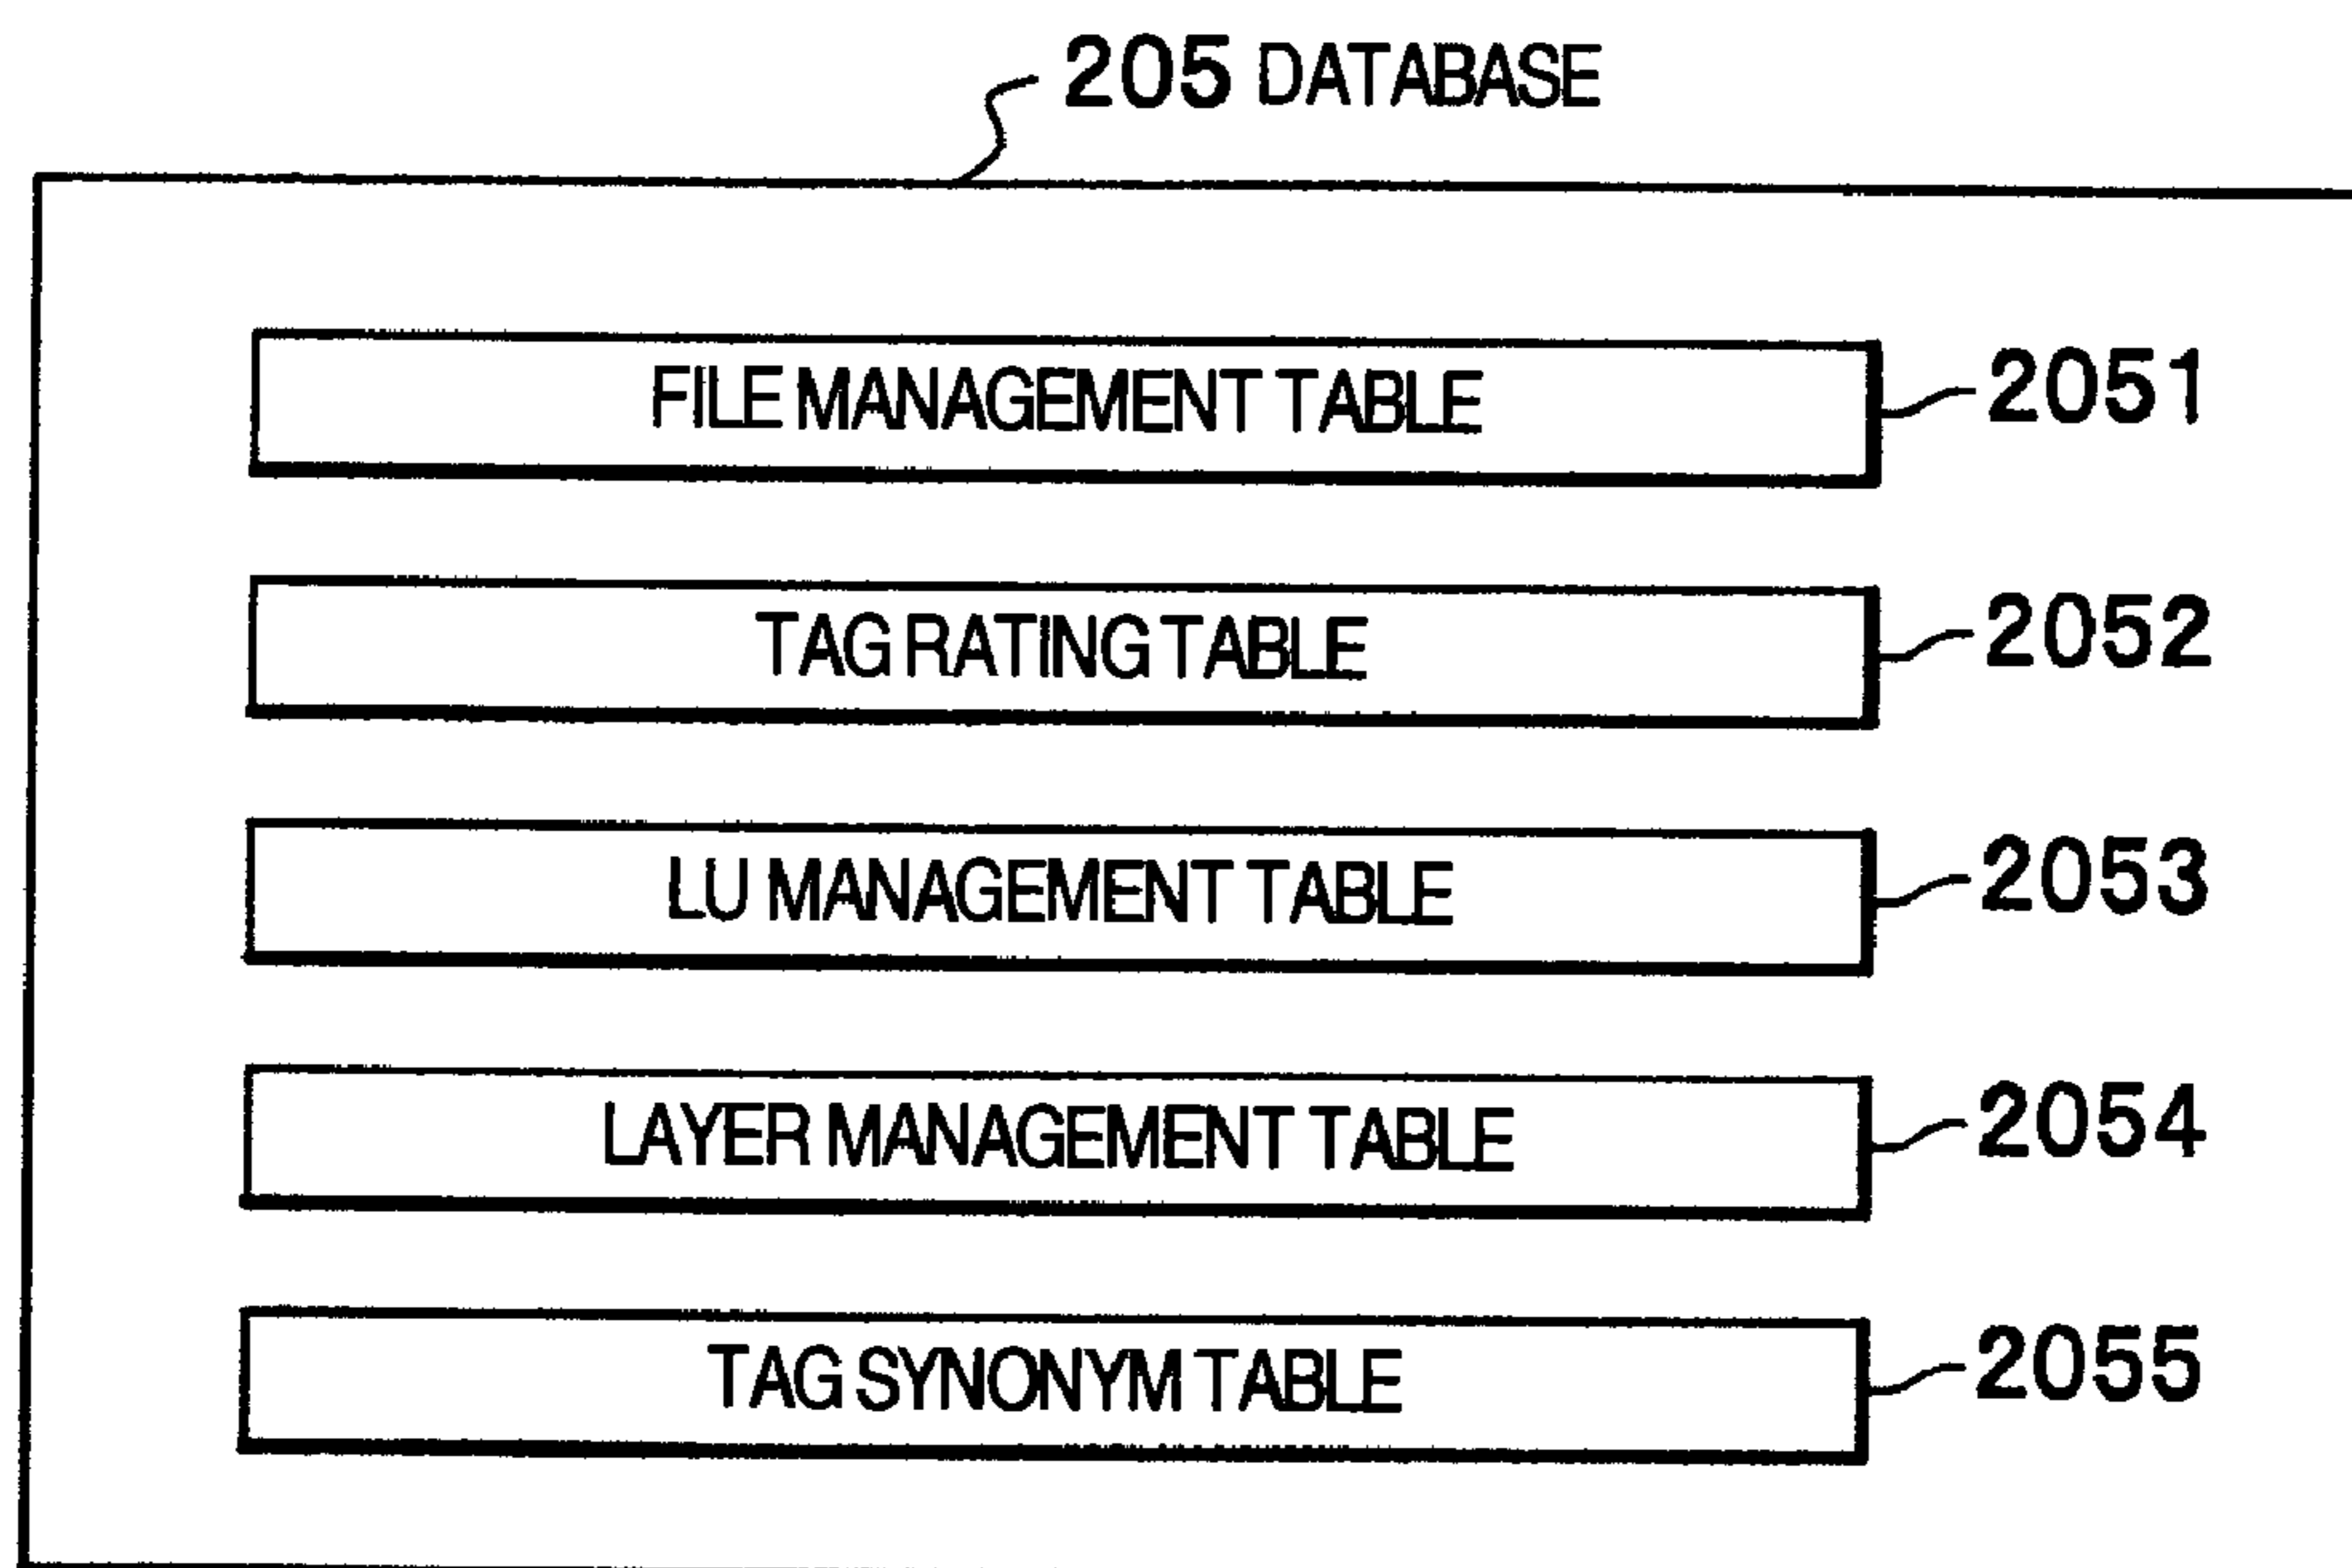 205 DATABASE
FILE MANAGEMENT TABLE 2051
TAG RATING TABLE 2052
LU MANAGEMENT TABLE 2053
LAYER MANAGEMENT TABLE 2054
TAG SYNONYM TABLE 2055